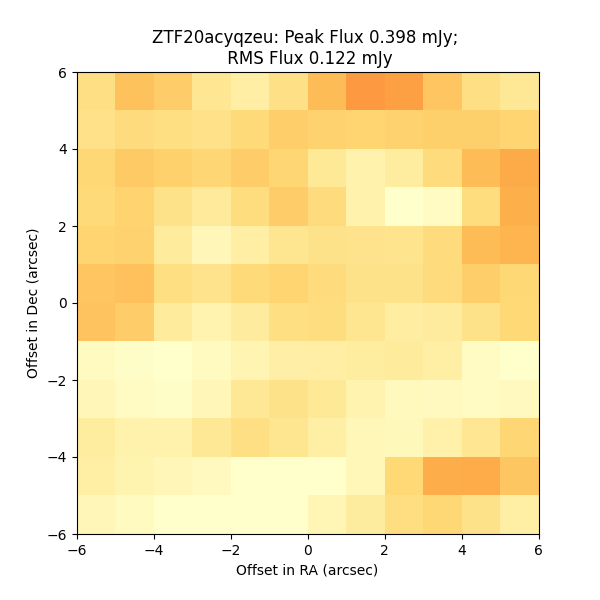 ZTF20acyqzeu: Peak Flux 0.398 mJy;
RMS Flux 0.122 mJy
6
4
2
0
−2
−4
−6
Offset in Dec (arcsec)
−6 −4 −2 0 2 4 6
Offset in RA (arcsec)